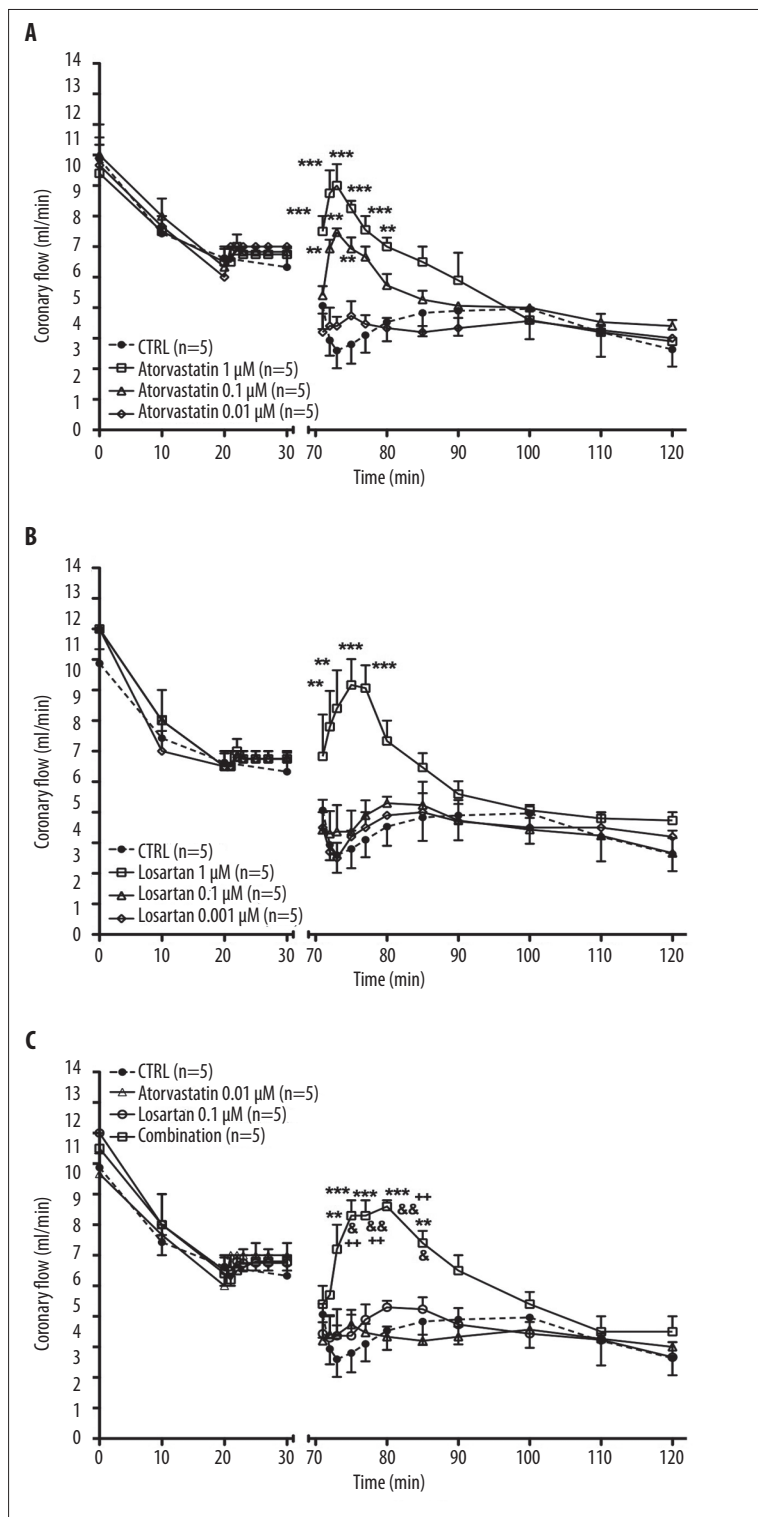 A
14
13
12
11
10
9
8
7
6
5
4
3
2
1
0
Coronary flow (ml/min)
*** ***
***
*** ** ***
** ** **
CTRL (n=5)
Atorvastatin 1 µM (n=5)
Atorvastatin 0.1 µM (n=5)
Atorvastatin 0.01 µM (n=5)
0 10 20 30 70 80 90 100 110 120
Time (min)
B
14
13
12
11
10
9
8
7
6
5
4
3
2
1
0
Coronary flow (ml/min)
** ***
** ***
CTRL (n=5)
Losartan 1 µM (n=5)
Losartan 0.1 µM (n=5)
Losartan 0.001 µM (n=5)
0 10 20 30 70 80 90 100 110 120
Time (min)
C
14
13
12
11
10
9
8
7
6
5
4
3
2
1
0
Coronary flow (ml/min)
CTRL (n=5)
Atorvastatin 0.01 µM (n=5)
Losartan 0.1 µM (n=5)
Combination (n=5)
*** *** *** ++
** && **
& && &
++ ++
0 10 20 30 70 80 90 100 110 120
Time (min)